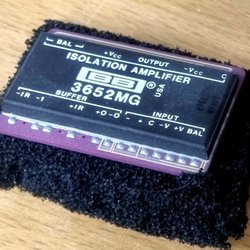 BAL +Vcc OUTPUT -Vcc C
ISOLATION AMPLIFIER
BB ® USA
3652MG
BUFFER INPUT
-IR -I +IR +O -O - + C -V +V BAL